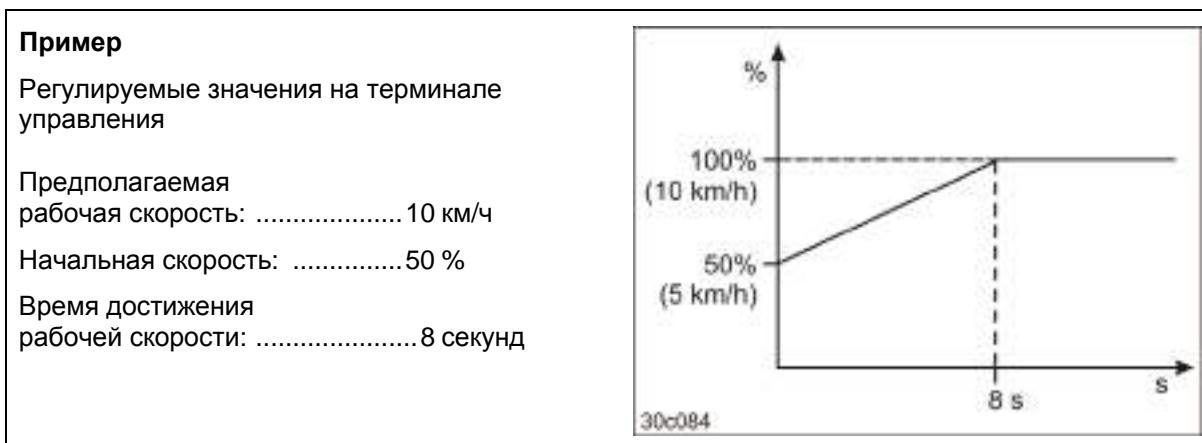 Пример
Регулируемые значения на терминале
управления
Предполагаемая
рабочая скорость: ....................10 км/ч
Начальная скорость: ...............50 %
Время достижения
рабочей скорости: ......................8 секунд
%
100%
(10 km/h)
50%
(5 km/h)
8 s
s
30c084